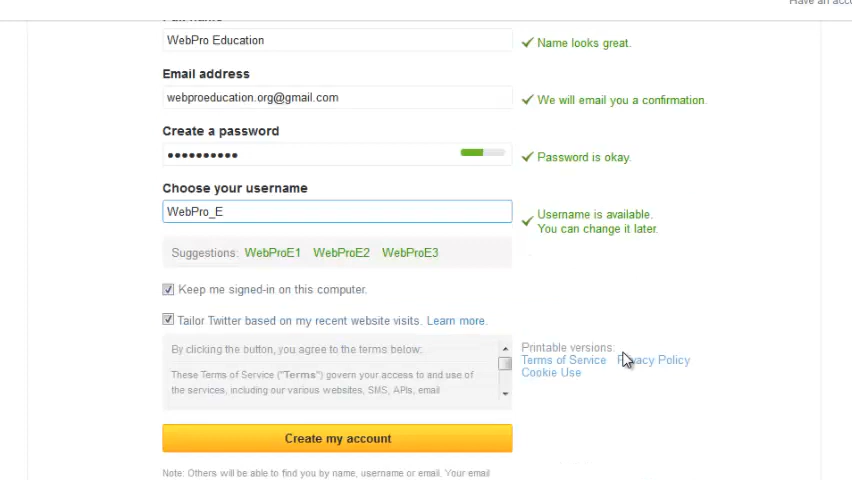 Have an acco
Full name
WebPro Education
Name looks great.
Email address
webproeducation.org@gmail.com
We will email you a confirmation.
Create a password
Password is okay.
Choose your username
WebPro_E
Username is available.
You can change it later.
Suggestions: WebProE1 WebProE2 WebProE3
Keep me signed-in on this computer.
Tailor Twitter based on my recent website visits. Learn more.
By clicking the button, you agree to the terms below:
These Terms of Service ("Terms") govern your access to and use of
the services, including our various websites, SMS, APIs, email
Printable versions:
Terms of Service Privacy Policy
Cookie Use
Create my account
Note: Others will be able to find you by name, username or email. Your email